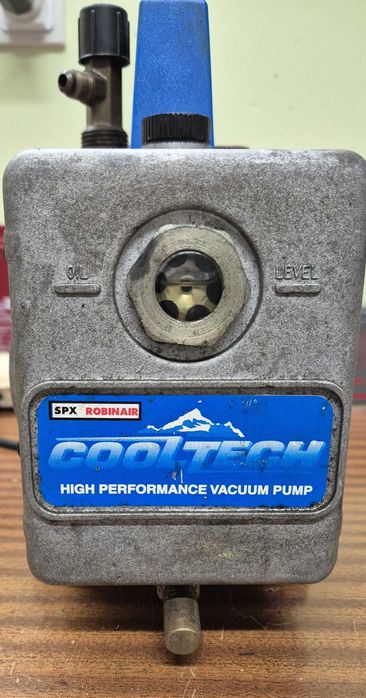 OIL LEVEL
SPX ROBINAIR
COOLTECH
HIGH PERFORMANCE VACUUM PUMP